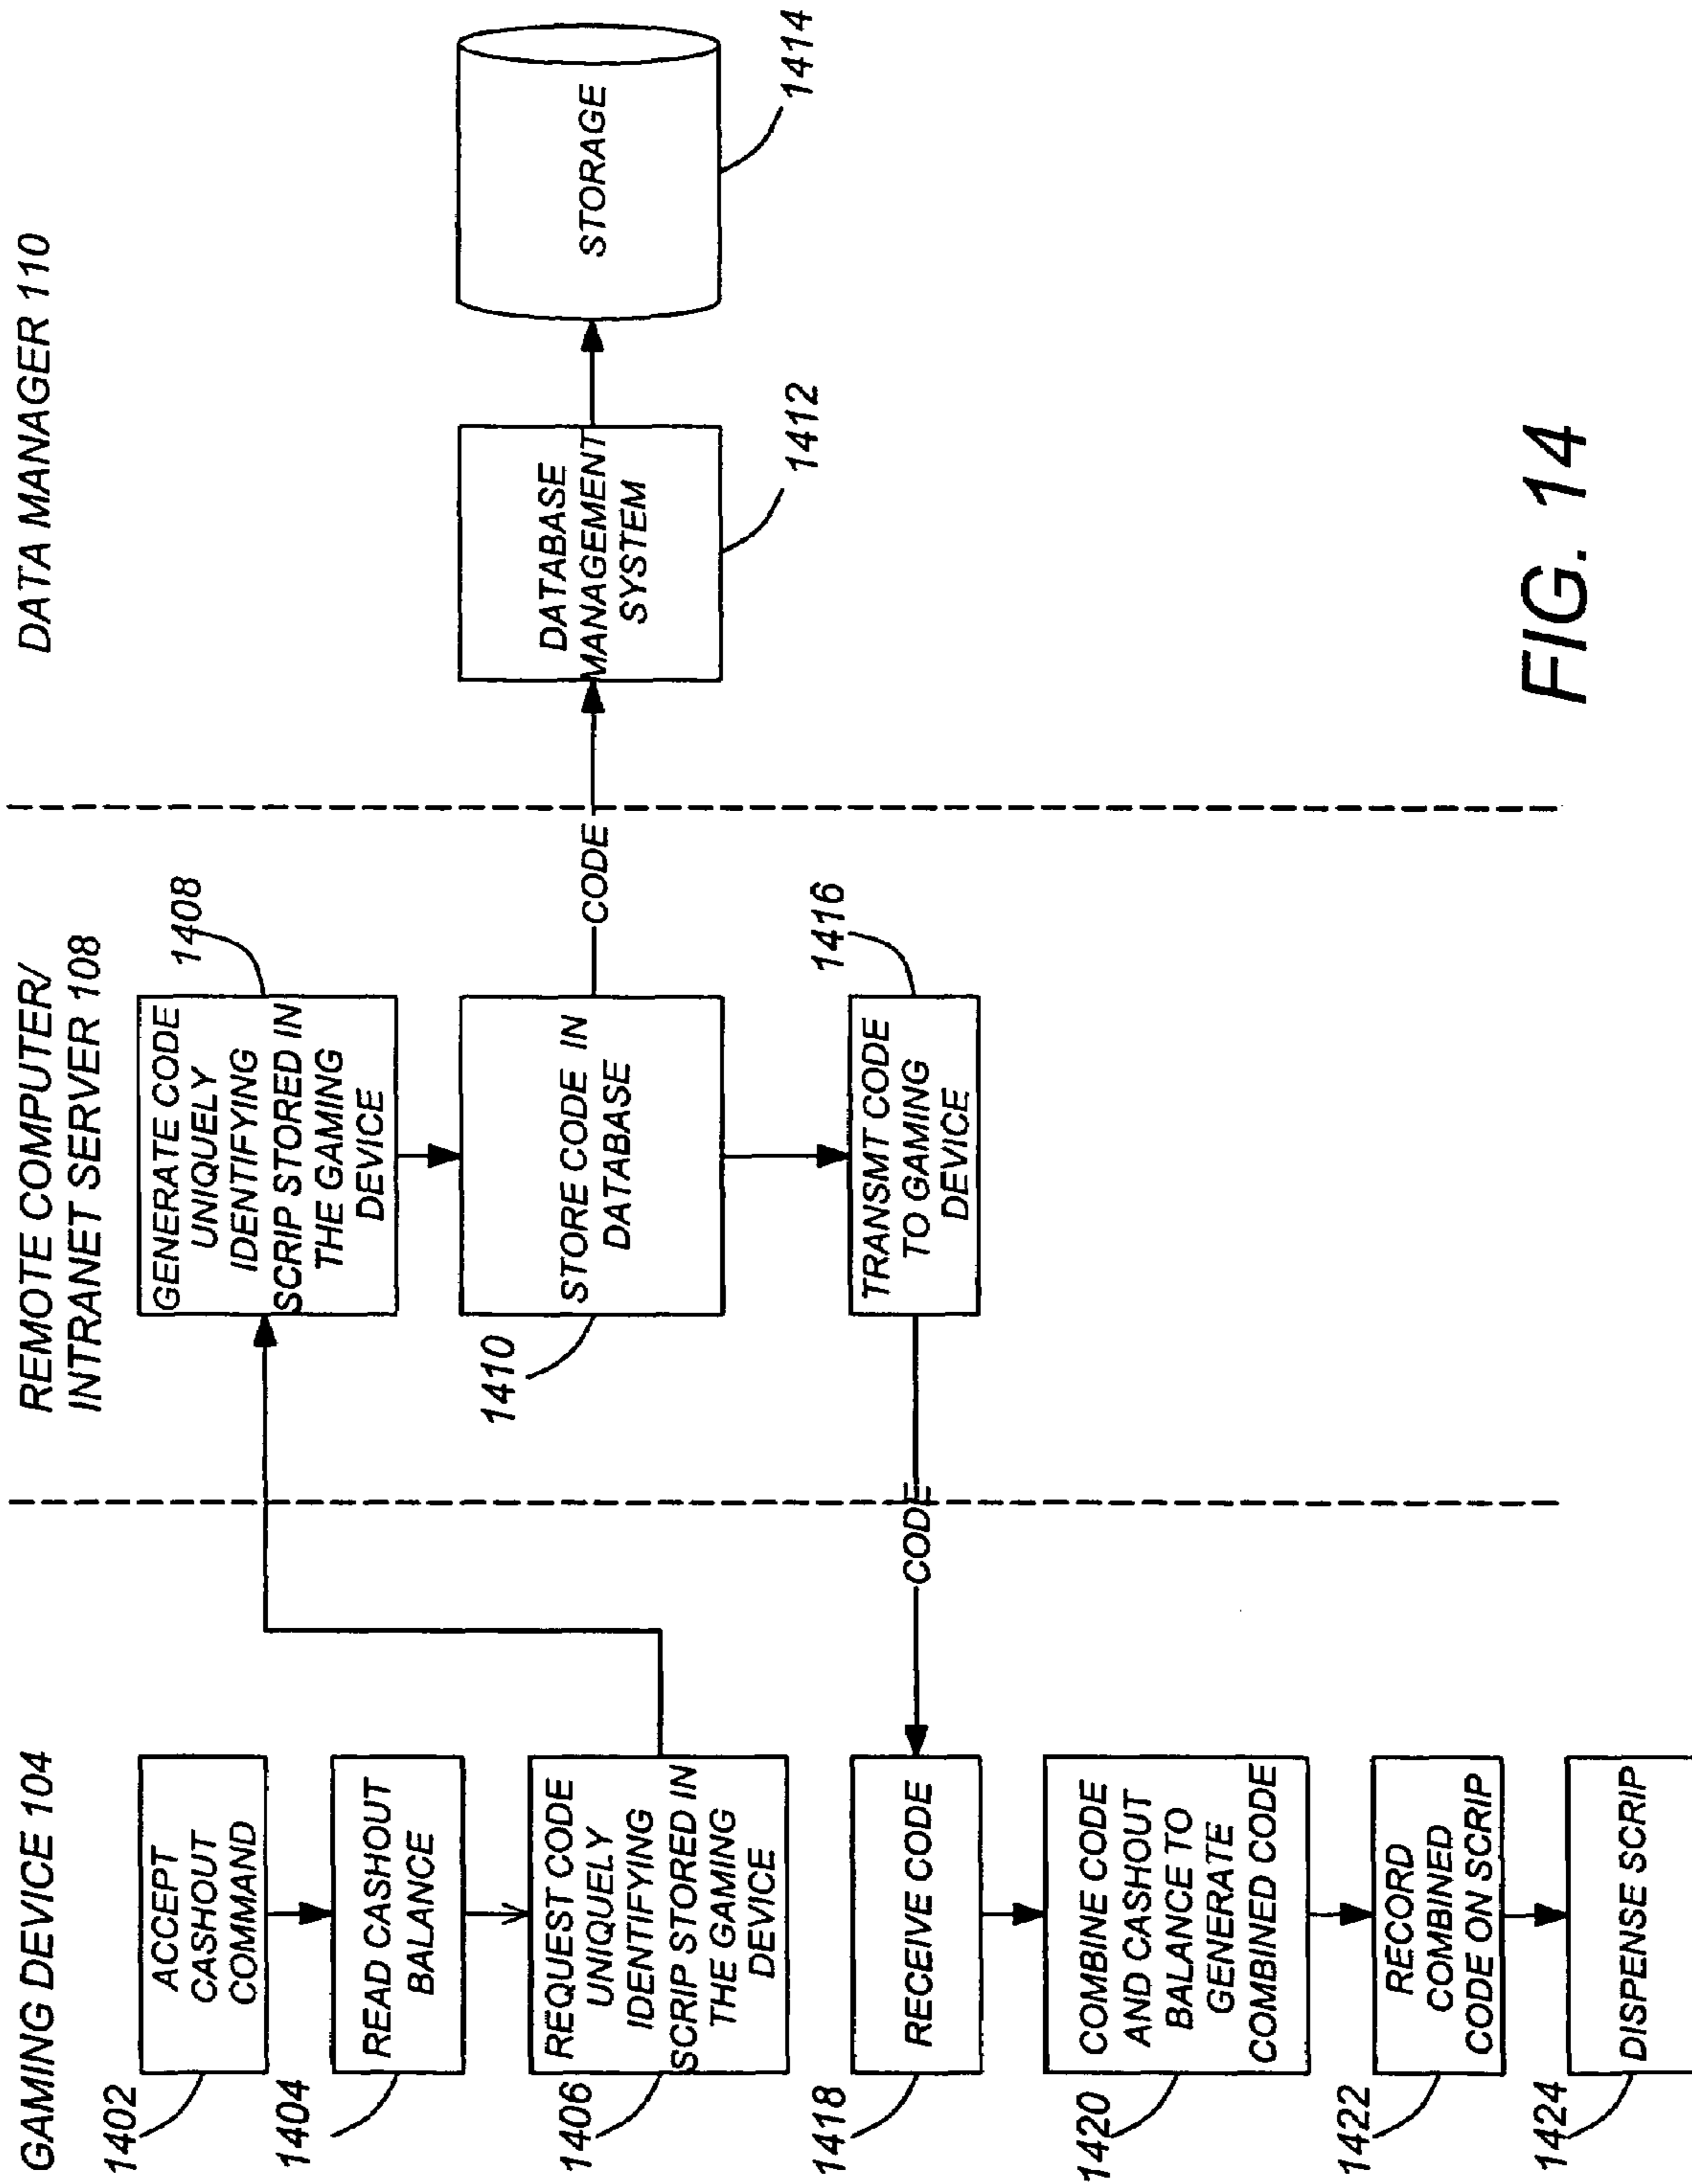 GAMING DEVICE 104
1402
ACCEPT
CASHOUT
COMMAND
1404
READ CASHOUT
BALANCE
1406
REQUEST CODE
UNIQUELY
IDENTIFYING
SCRIP STORED IN
THE GAMING
DEVICE
1418
RECEIVE CODE
1420
COMBINE CODE
AND CASHOUT
BALANCE TO
GENERATE
COMBINED CODE
1422
RECORD
COMBINED
CODE ON SCRIP
1424
DISPENSE SCRIP
REMOTE COMPUTER/
INTRANET SERVER 108
1408
GENERATE CODE
UNIQUELY
IDENTIFYING
SCRIP STORED IN
THE GAMING
DEVICE
1410
STORE CODE IN
DATABASE
CODE
1416
TRANSMT CODE
TO GAMING
DEVICE
CODE
DATA MANAGER 110
DATABASE
MANAGEMENT
SYSTEM
1412
STORAGE
1414
FIG. 14